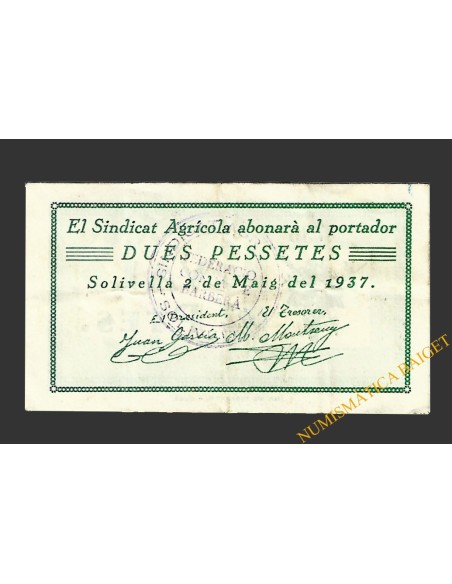 El Sindicat Agrícola abonarà al portador
DUES PESSETES
Solivella 2 de Maig del 1937.
El President, El Tresorer,
Juan M.
BARBERÀ
NUMISMATICA BAIGET